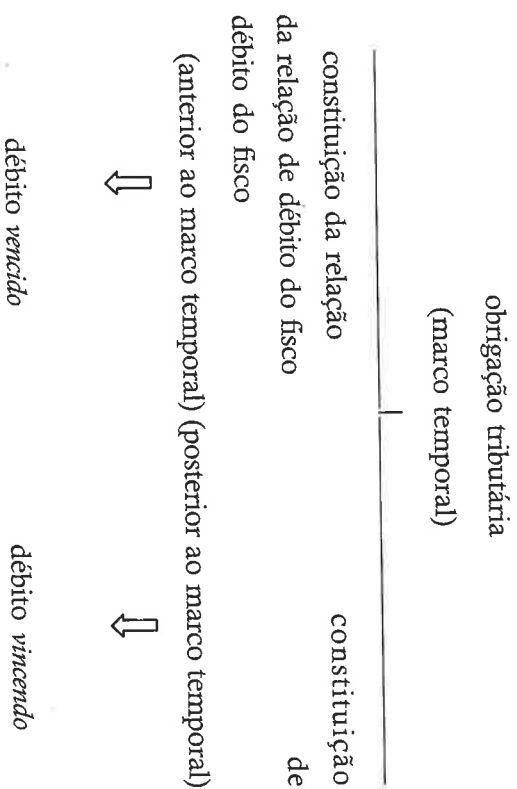 obrigação tributária
(marco temporal)
constituição da relação constituição
da relação de débito do fisco de
débito do fisco
(anterior ao marco temporal) (posterior ao marco temporal)
débito vencido débito vincendo